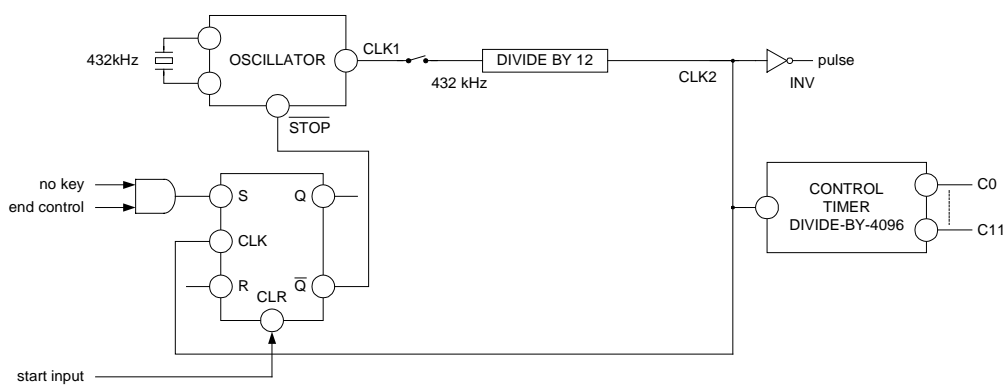 432kHz
OSCILLATOR
CLK1
STOP
432 kHz
DIVIDE BY 12
CLK2
INV
pulse
no key
end control
start input
S
Q
CLK
R
CLR
Q
CONTROL
TIMER
DIVIDE-BY-4096
C0
C11